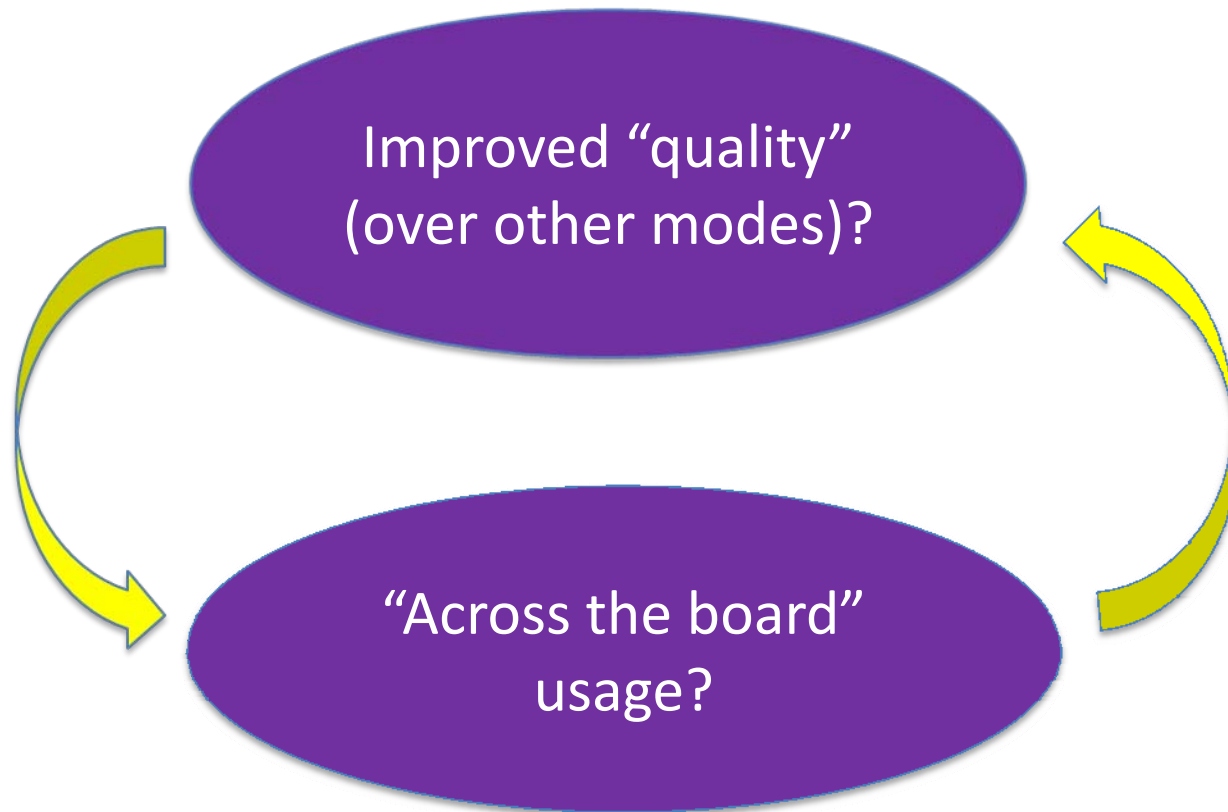 Improved “quality”
(over other modes)?
“Across the board”
usage?